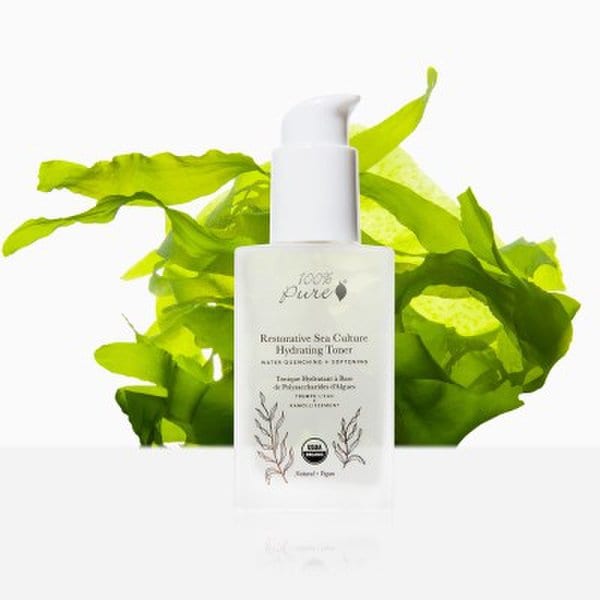 100%
pure
Restorative Sea Culture
Hydrating Toner
WATER QUENCHING + SOFTENING
Tonique Hydratant à Base
de Polysaccharides d'Algues
USDA
ORGANIC
Natural + Vegan